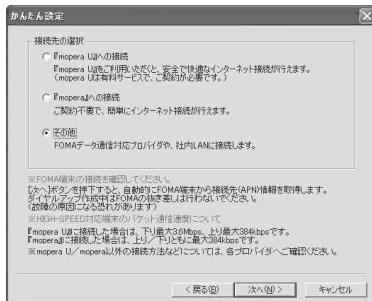 かんたん設定
接続先の選択
『mopera U』への接続
『mopera U』をご利用いただくと、安全で快適なインターネット接続が行えます。
(mopera Uは有料サービスで、ご契約が必要です。)
『mopera』への接続
ご契約不要で、簡単にインターネット接続が行えます。
その他
FOMAデータ通信対応プロバイダや、社内LANに接続します。
※FOMA端末の接続を確認してください。
[次へ]ボタンを押下すると、自動的にFOMA端末から接続先(APN)情報を取得します。
ダイヤルアップ作成中はFOMAの抜き差しは行わないでください。
(故障の原因になる恐れがあります)
※HIGH-SPEED対応端末のパケット通信速度について
『mopera U』に接続した場合は、下り最大3.6Mbps、上り最大384kbpsです。
『mopera』に接続した場合は、上り/下りともに最大384kbpsです。
※mopera U/mopera以外の接続方法などについては、各プロバイダへご確認ください。
< 戻る(B)
次へ(N) >
キャンセル